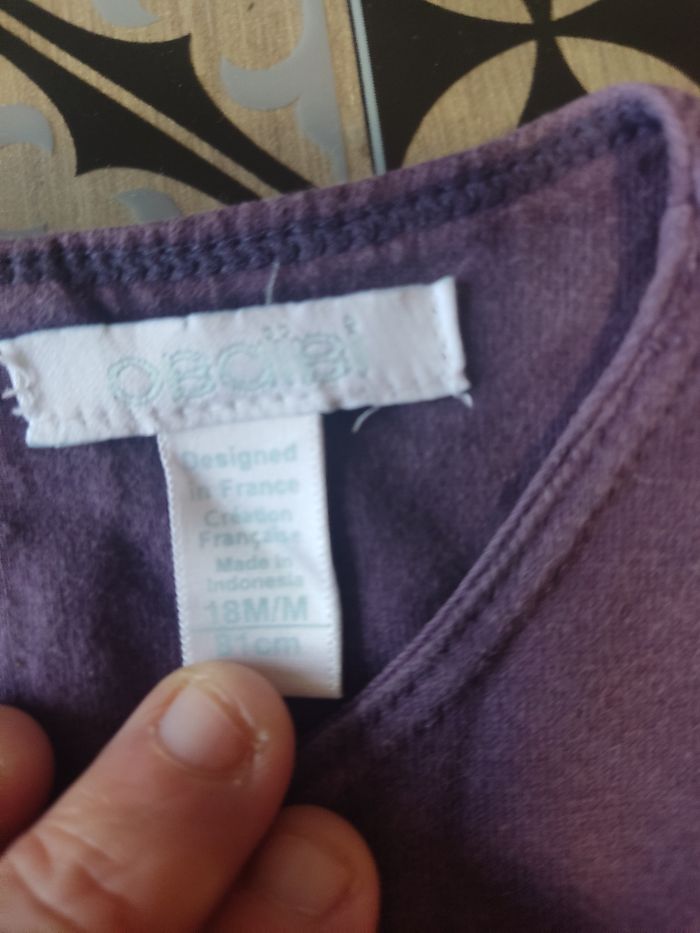 obaïbi
Designed
in France
Création
Française
Made in
Indonesia
18M/M
81cm